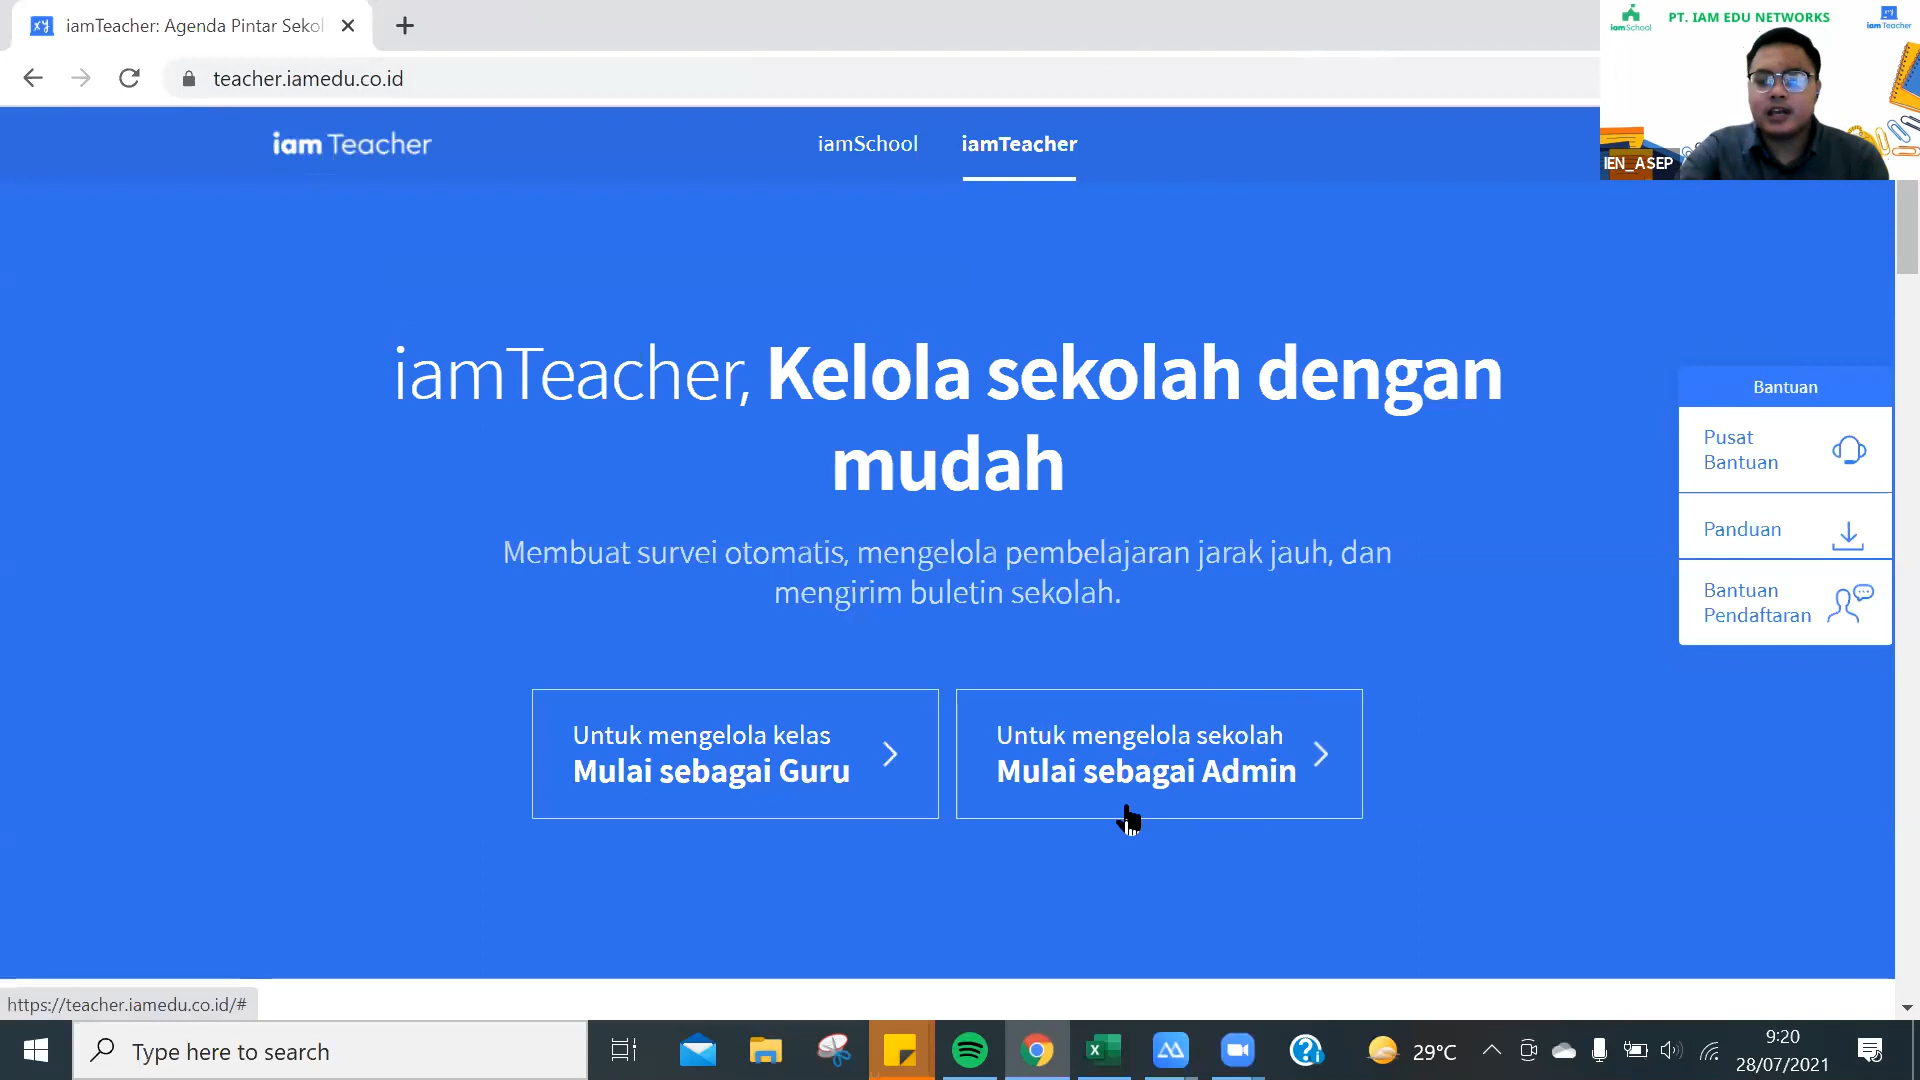 iamTeacher: Agenda Pintar Sekol
teacher.iamedu.co.id
iamSchool
PT. IAM EDU NETWORKS
iam Teacher
IEN_ASEP
iam Teacher
iamSchool
iamTeacher
iamTeacher, Kelola sekolah dengan
mudah
Membuat survei otomatis, mengelola pembelajaran jarak jauh, dan
mengirim buletin sekolah.
Untuk mengelola kelas
Mulai sebagai Guru
Untuk mengelola sekolah
Mulai sebagai Admin
Bantuan
Pusat
Bantuan
Panduan
Bantuan
Pendaftaran
https://teacher.iamedu.co.id/#
Type here to search
29°C
9:20
28/07/2021